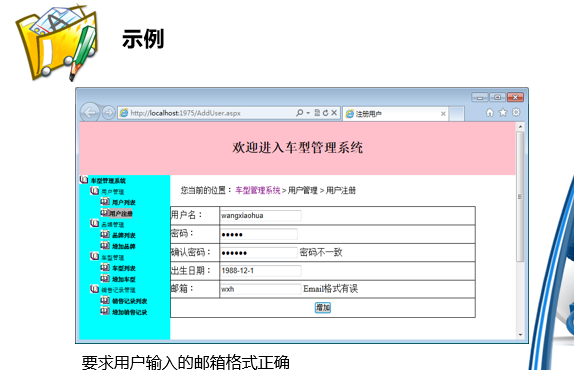 示例
http://localhost:1975/AddUser.aspx
注册用户
欢迎进入车型管理系统
车型管理系统
用户管理
用户列表
用户注册
品牌管理
品牌列表
增加品牌
车型管理
车型列表
增加车型
销售记录管理
销售记录列表
增加销售记录
您当前的位置：车型管理系统 > 用户管理 > 用户注册
用户名： wangxiaohua
密码： ●●●●●
确认密码： ●●●●●● 密码不一致
出生日期： 1988-12-1
邮箱： wxh Email格式有误
增加
要求用户输入的邮箱格式正确